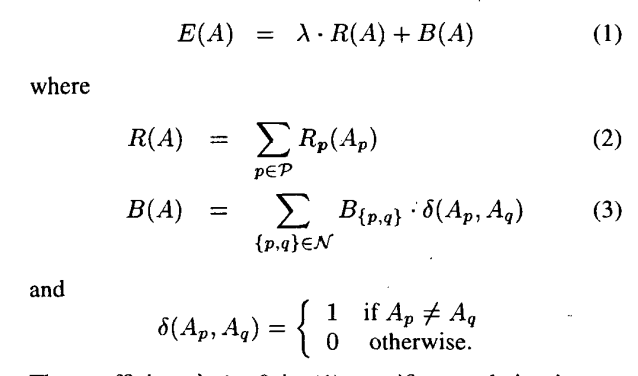 E(A) = λ · R(A) + B(A) (1)
where
R(A) = ∑_{p∈𝒫} R_p(A_p) (2)
B(A) = ∑_{{p,q}∈𝒩} B_{{p,q}} · δ(A_p, A_q) (3)
and
δ(A_p, A_q) = { 1 if A_p ≠ A_q
0 otherwise.